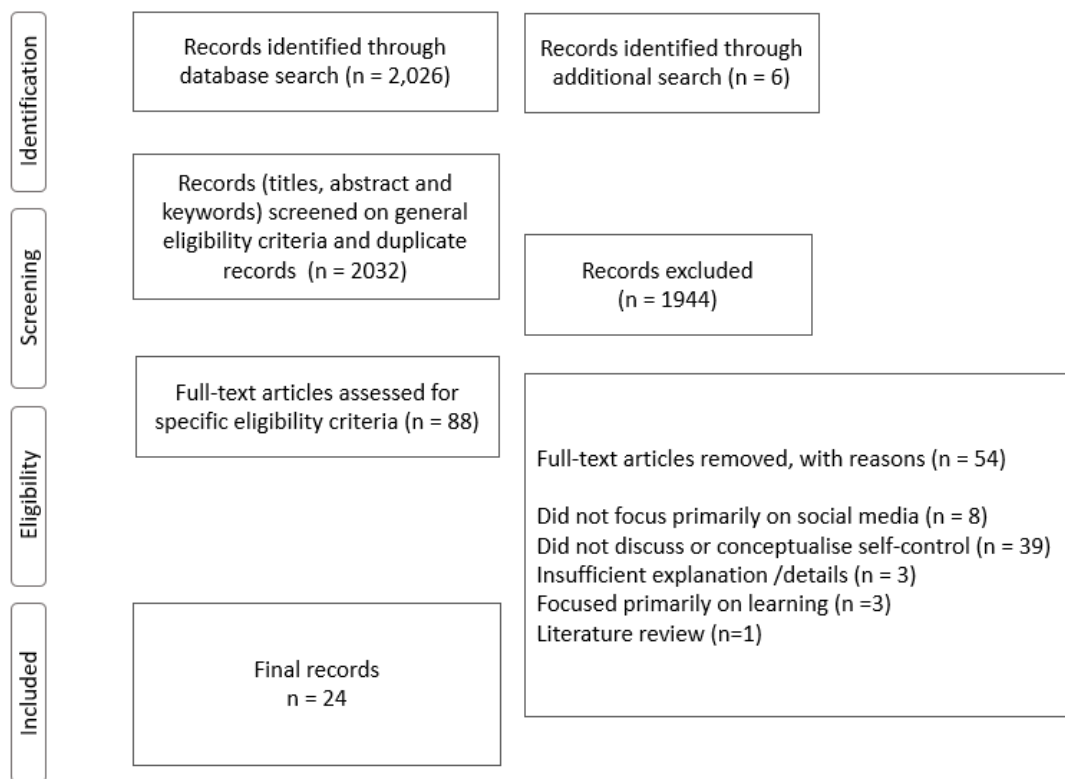 Identification
Records identified through
database search (n = 2,026)
Records identified through
additional search (n = 6)
Screening
Records (titles, abstract and
keywords) screened on general
eligibility criteria and duplicate
records  (n = 2032)
Records excluded
(n = 1944)
Eligibility
Full-text articles assessed for
specific eligibility criteria (n = 88)
Full-text articles removed, with reasons (n = 54)
Did not focus primarily on social media (n = 8)
Did not discuss or conceptualise self-control (n = 39)
Insufficient explanation /details (n = 3)
Focused primarily on learning (n =3)
Literature review (n=1)
Included
Final records
n = 24